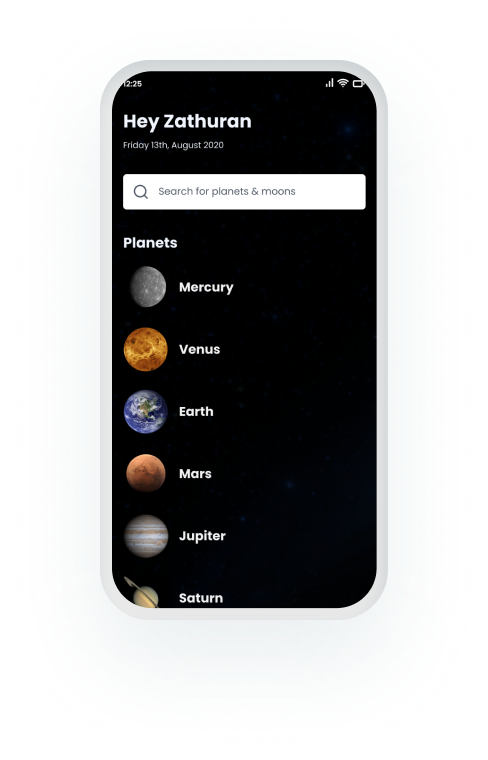 12:25
Hey Zathuran
Friday 13th, August 2020
Search for planets & moons
Planets
Mercury
Venus
Earth
Mars
Jupiter
Saturn